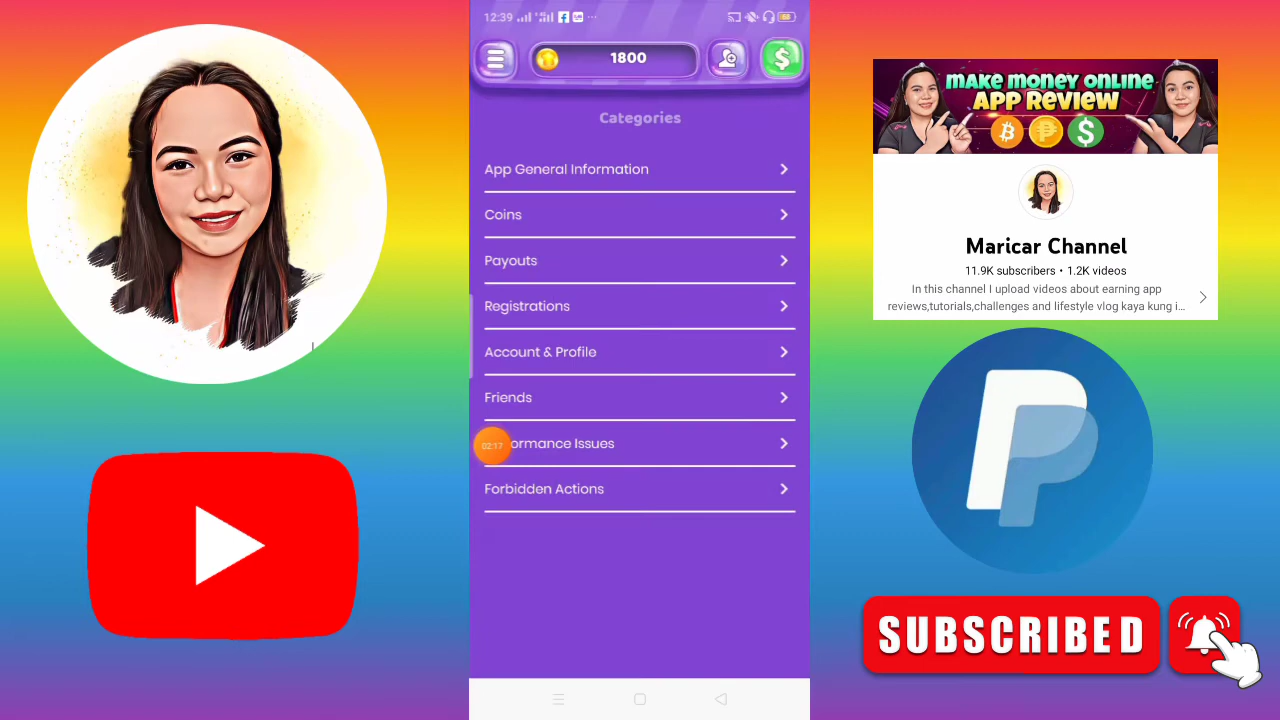 12:39
1800
Categories
App General Information
Coins
Payouts
Registrations
Account & Profile
Friends
02:17
ormance Issues
Forbidden Actions
MAKE MONEY ONLINE
APP REVIEW
Maricar Channel
11.9K subscribers • 1.2K videos
In this channel I upload videos about earning app
reviews,tutorials,challenges and lifestyle vlog kaya kung i...
SUBSCRIBED